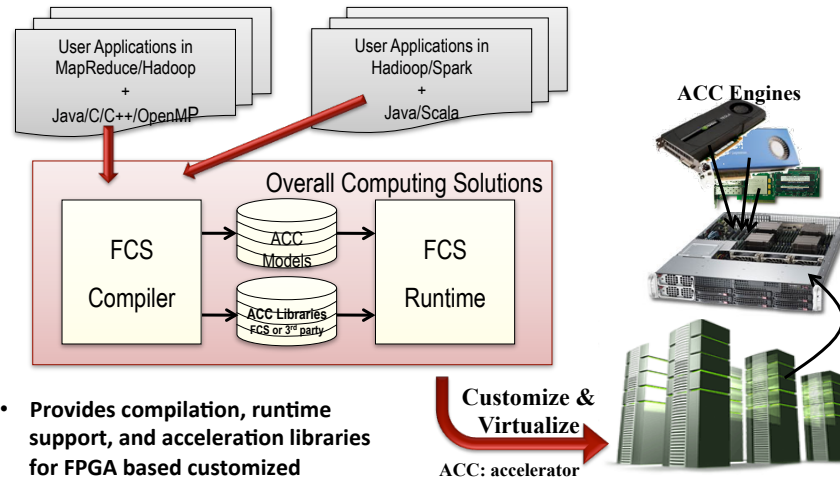 User Applications in
MapReduce/Hadoop
+
Java/C/C++/OpenMP
User Applications in
Hadioop/Spark
+
Java/Scala
ACC Engines
Overall Computing Solutions
FCS
Compiler
ACC
Models
ACC Libraries
FCS or 3rd party
FCS
Runtime
Customize &
Virtualize
ACC: accelerator
• Provides compilation, runtime
support, and acceleration libraries
for FPGA based customized